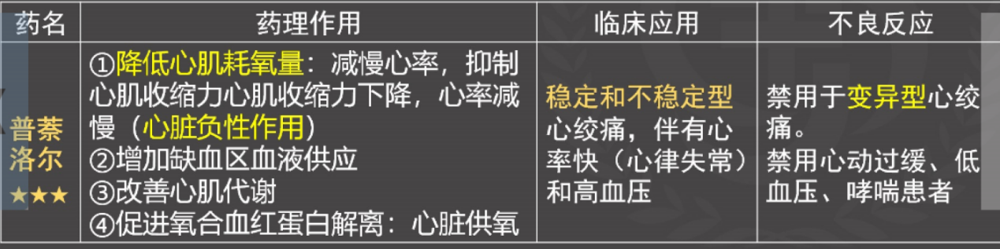 药名 药理作用 临床应用 不良反应
普萘
洛尔
★★★
①降低心肌耗氧量：减慢心率，抑制
心肌收缩力心肌收缩力下降，心率减
慢（心脏负性作用）
②增加缺血区血液供应
③改善心肌代谢
④促进氧合血红蛋白解离：心脏供氧
稳定和不稳定型
心绞痛，伴有心
率快（心律失常）
和高血压
禁用于变异型心绞
痛。
禁用心动过缓、低
血压、哮喘患者